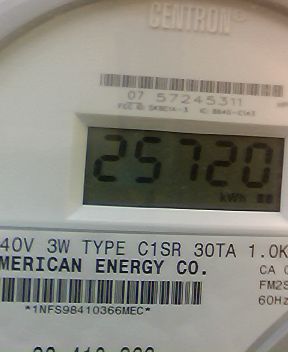 CENTRON®
07 57245311
25720
kWh
40V 3W TYPE C1SR 30TA 1.0K
MERICAN ENERGY CO.
CA
FM2S
60Hz
*1NFS98410366MEC*